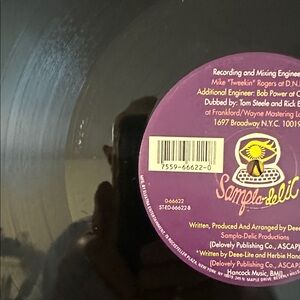 Recording and Mixing Engineer
Mike "Tweekin" Rogers at D.N.
Additional Engineer: Bob Power at C
Dubbed by: Tom Steele and Rick E
at Frankford/Wayne Mastering La
1697 Broadway N.Y.C. 10019
7559-66622-0
Sampla-delic
0-66622
ST-ED-66622-B
Written, Produced And Arranged by Deee-
Sampla-Delic Productions
(Delovely Publishing Co., ASCAP)
*Written by Deee-Lite and Herbie Hanc
(Delovely Publishing Co., ASCAP/
Hancock Music, BMI)